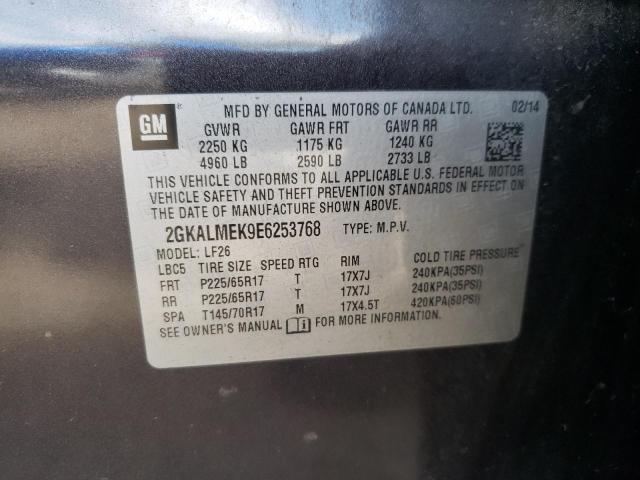 GM
MFD BY GENERAL MOTORS OF CANADA LTD. 02/14
GVWR GAWR FRT GAWR RR
2250 KG 1175 KG 1240 KG
4960 LB 2590 LB 2733 LB
THIS VEHICLE CONFORMS TO ALL APPLICABLE U.S. FEDERAL MOTOR
VEHICLE SAFETY AND THEFT PREVENTION STANDARDS IN EFFECT ON
THE DATE OF MANUFACTURE SHOWN ABOVE.
2GKALMEK9E6253768 TYPE: M.P.V.
MODEL: LF26
LBC5 TIRE SIZE SPEED RTG RIM COLD TIRE PRESSURE
FRT P225/65R17 T 17X7J 240KPA(35PSI)
RR P225/65R17 T 17X7J 240KPA(35PSI)
SPA T145/70R17 M 17X4.5T 420KPA(60PSI)
SEE OWNER'S MANUAL FOR MORE INFORMATION.